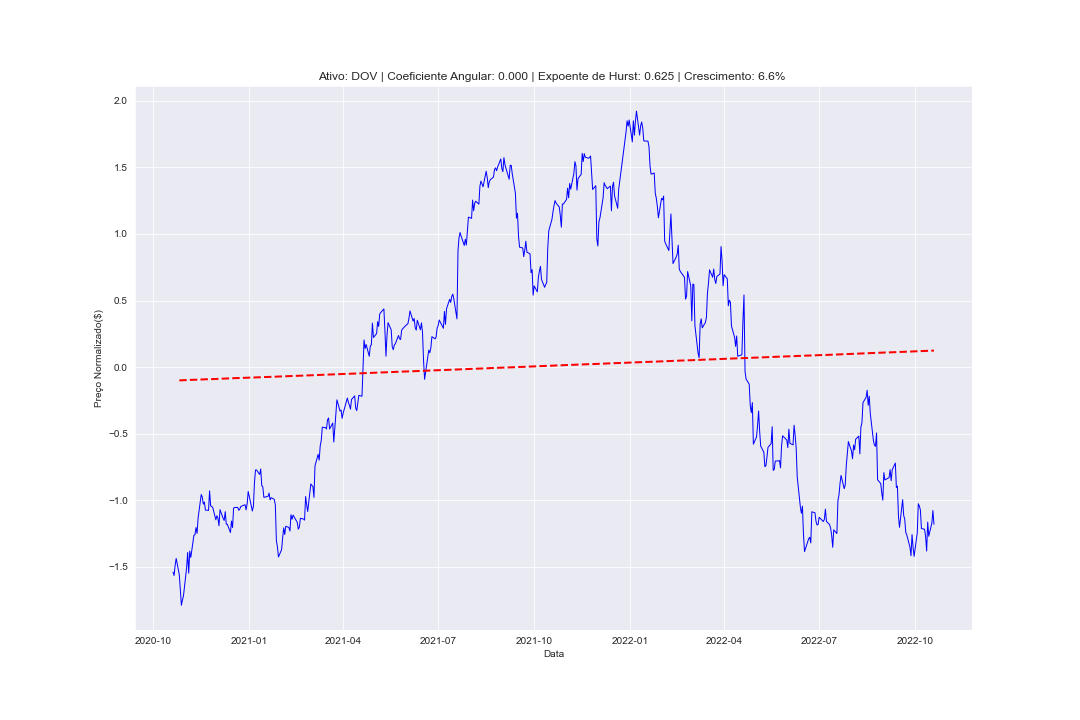 Ativo: DOV | Coeficiente Angular: 0.000 | Expoente de Hurst: 0.625 | Crescimento: 6.6%
Preço Normalizado($)
2.0
1.5
1.0
0.5
0.0
−0.5
−1.0
−1.5
2020-10 2021-01 2021-04 2021-07 2021-10 2022-01 2022-04 2022-07 2022-10
Data